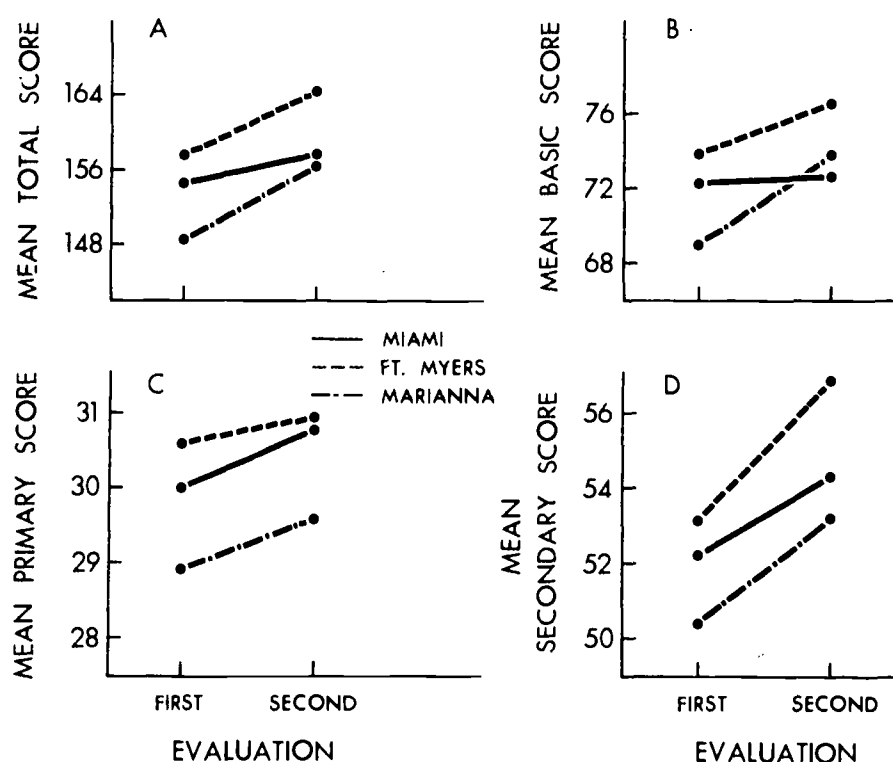 A
MEAN TOTAL SCORE
164
156
148
B
MEAN BASIC SCORE
76
72
68
MIAMI
FT. MYERS
MARIANNA
C
MEAN PRIMARY SCORE
31
30
29
28
FIRST SECOND
EVALUATION
D
MEAN
SECONDARY SCORE
56
54
52
50
FIRST SECOND
EVALUATION